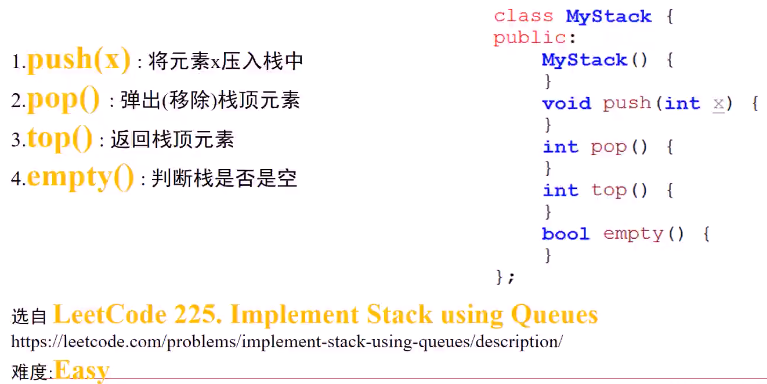 1.push(x) : 将元素x压入栈中
2.pop() : 弹出(移除)栈顶元素
3.top() : 返回栈顶元素
4.empty() : 判断栈是否是空
class MyStack {
public:
MyStack() {
}
void push(int x) {
}
int pop() {
}
int top() {
}
bool empty() {
}
};
选自 LeetCode 225. Implement Stack using Queues
https://leetcode.com/problems/implement-stack-using-queues/description/
难度:Easy